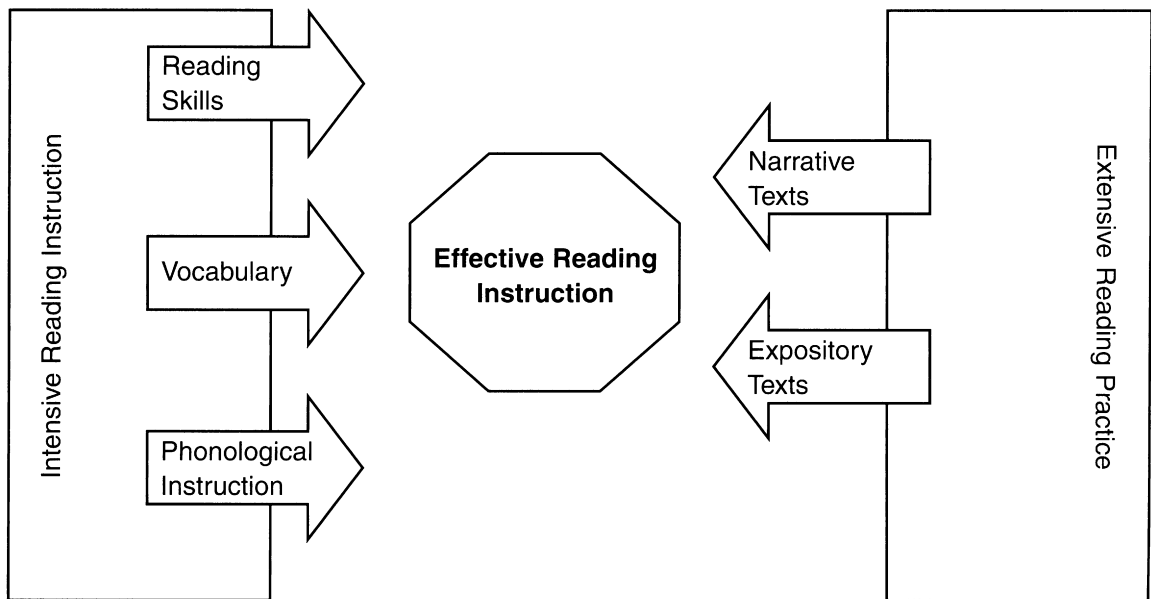 Intensive Reading Instruction
Reading
Skills
Vocabulary
Phonological
Instruction
Effective Reading
Instruction
Narrative
Texts
Expository
Texts
Extensive Reading Practice